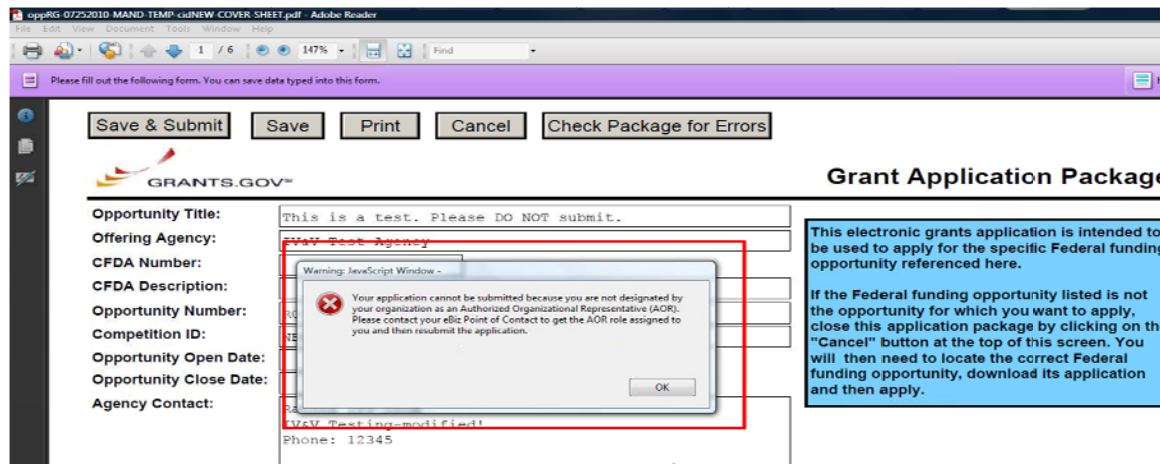 oppRG-07252010-MAND-TEMP-cidNEW-COVER-SHEET.pdf - Adobe Reader
File Edit View Document Tools Window Help
1 / 6 147% Find
Please fill out the following form. You can save data typed into this form.
Save & Submit Save Print Cancel Check Package for Errors
GRANTS.GOV℠
Grant Application Package
Opportunity Title: This is a test. Please DO NOT submit.
Offering Agency: IV&V Test Agency
CFDA Number:
CFDA Description:
Opportunity Number:
Competition ID:
Opportunity Open Date:
Opportunity Close Date:
Agency Contact:
IV&V Testing-modified!
Phone: 12345
Warning: JavaScript Window -
Your application cannot be submitted because you are not designated by
your organization as an Authorized Organizational Representative (AOR).
Please contact your eBiz Point of Contact to get the AOR role assigned to
you and then resubmit the application.
OK
This electronic grants application is intended to
be used to apply for the specific Federal funding
opportunity referenced here.
If the Federal funding opportunity listed is not
the opportunity for which you want to apply,
close this application package by clicking on th
"Cancel" button at the top of this screen. You
will then need to locate the correct Federal
funding opportunity, download its application
and then apply.